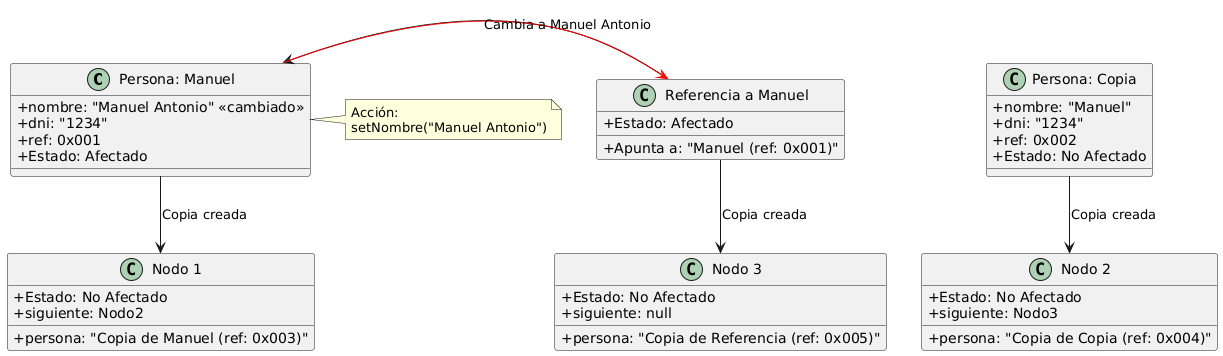 Cambia a Manuel Antonio
C Persona: Manuel
+nombre: "Manuel Antonio" «cambiado»
+dni: "1234"
+ref: 0x001
+Estado: Afectado
Acción:
setNombre("Manuel Antonio")
C Referencia a Manuel
+Estado: Afectado
+Apunta a: "Manuel (ref: 0x001)"
C Persona: Copia
+nombre: "Manuel"
+dni: "1234"
+ref: 0x002
+Estado: No Afectado
Copia creada
Copia creada
Copia creada
C Nodo 1
+Estado: No Afectado
+siguiente: Nodo2
+persona: "Copia de Manuel (ref: 0x003)"
C Nodo 3
+Estado: No Afectado
+siguiente: null
+persona: "Copia de Referencia (ref: 0x005)"
C Nodo 2
+Estado: No Afectado
+siguiente: Nodo3
+persona: "Copia de Copia (ref: 0x004)"